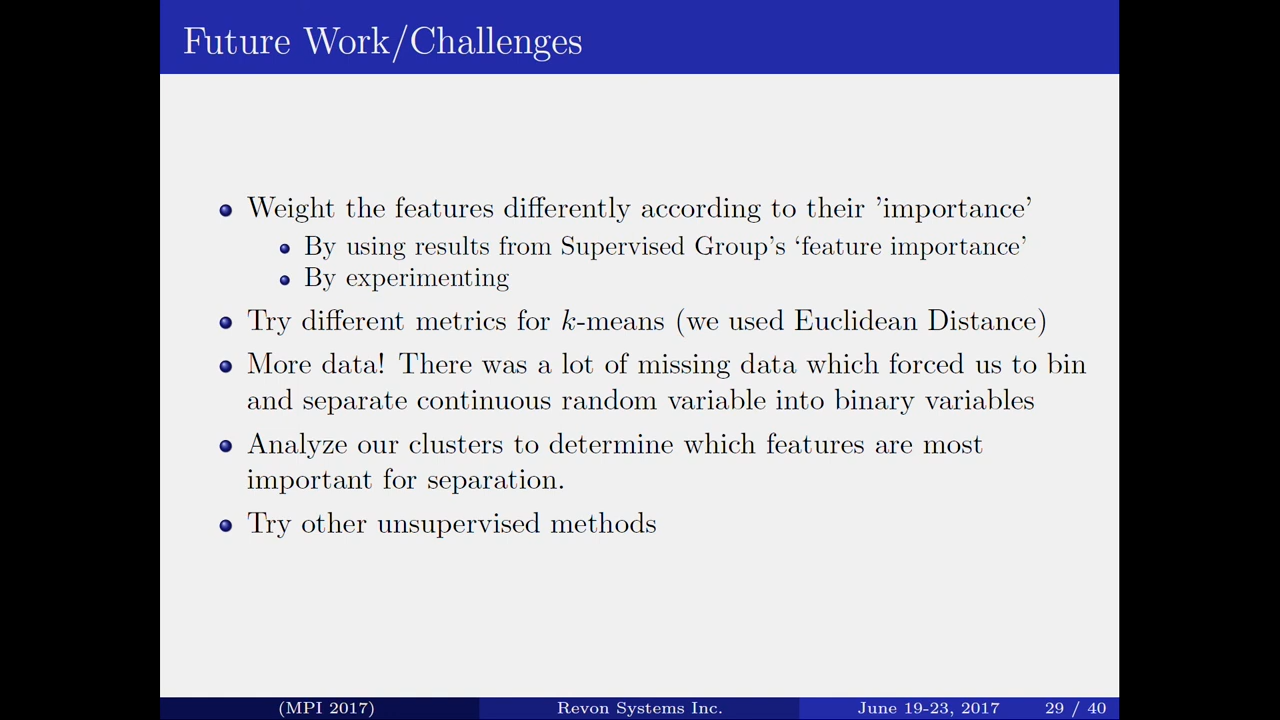 Future Work/Challenges
Weight the features differently according to their ’importance’
By using results from Supervised Group’s ‘feature importance’
By experimenting
Try different metrics for k-means (we used Euclidean Distance)
More data! There was a lot of missing data which forced us to bin
and separate continuous random variable into binary variables
Analyze our clusters to determine which features are most
important for separation.
Try other unsupervised methods
(MPI 2017) Revon Systems Inc. June 19-23, 2017 29 / 40